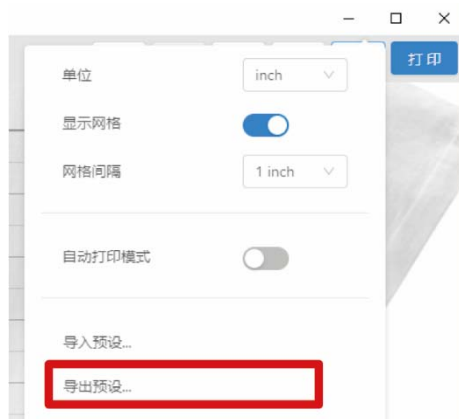 打印
单位 inch
显示网格
网格间隔 1 inch
自动打印模式
导入预设...
导出预设...